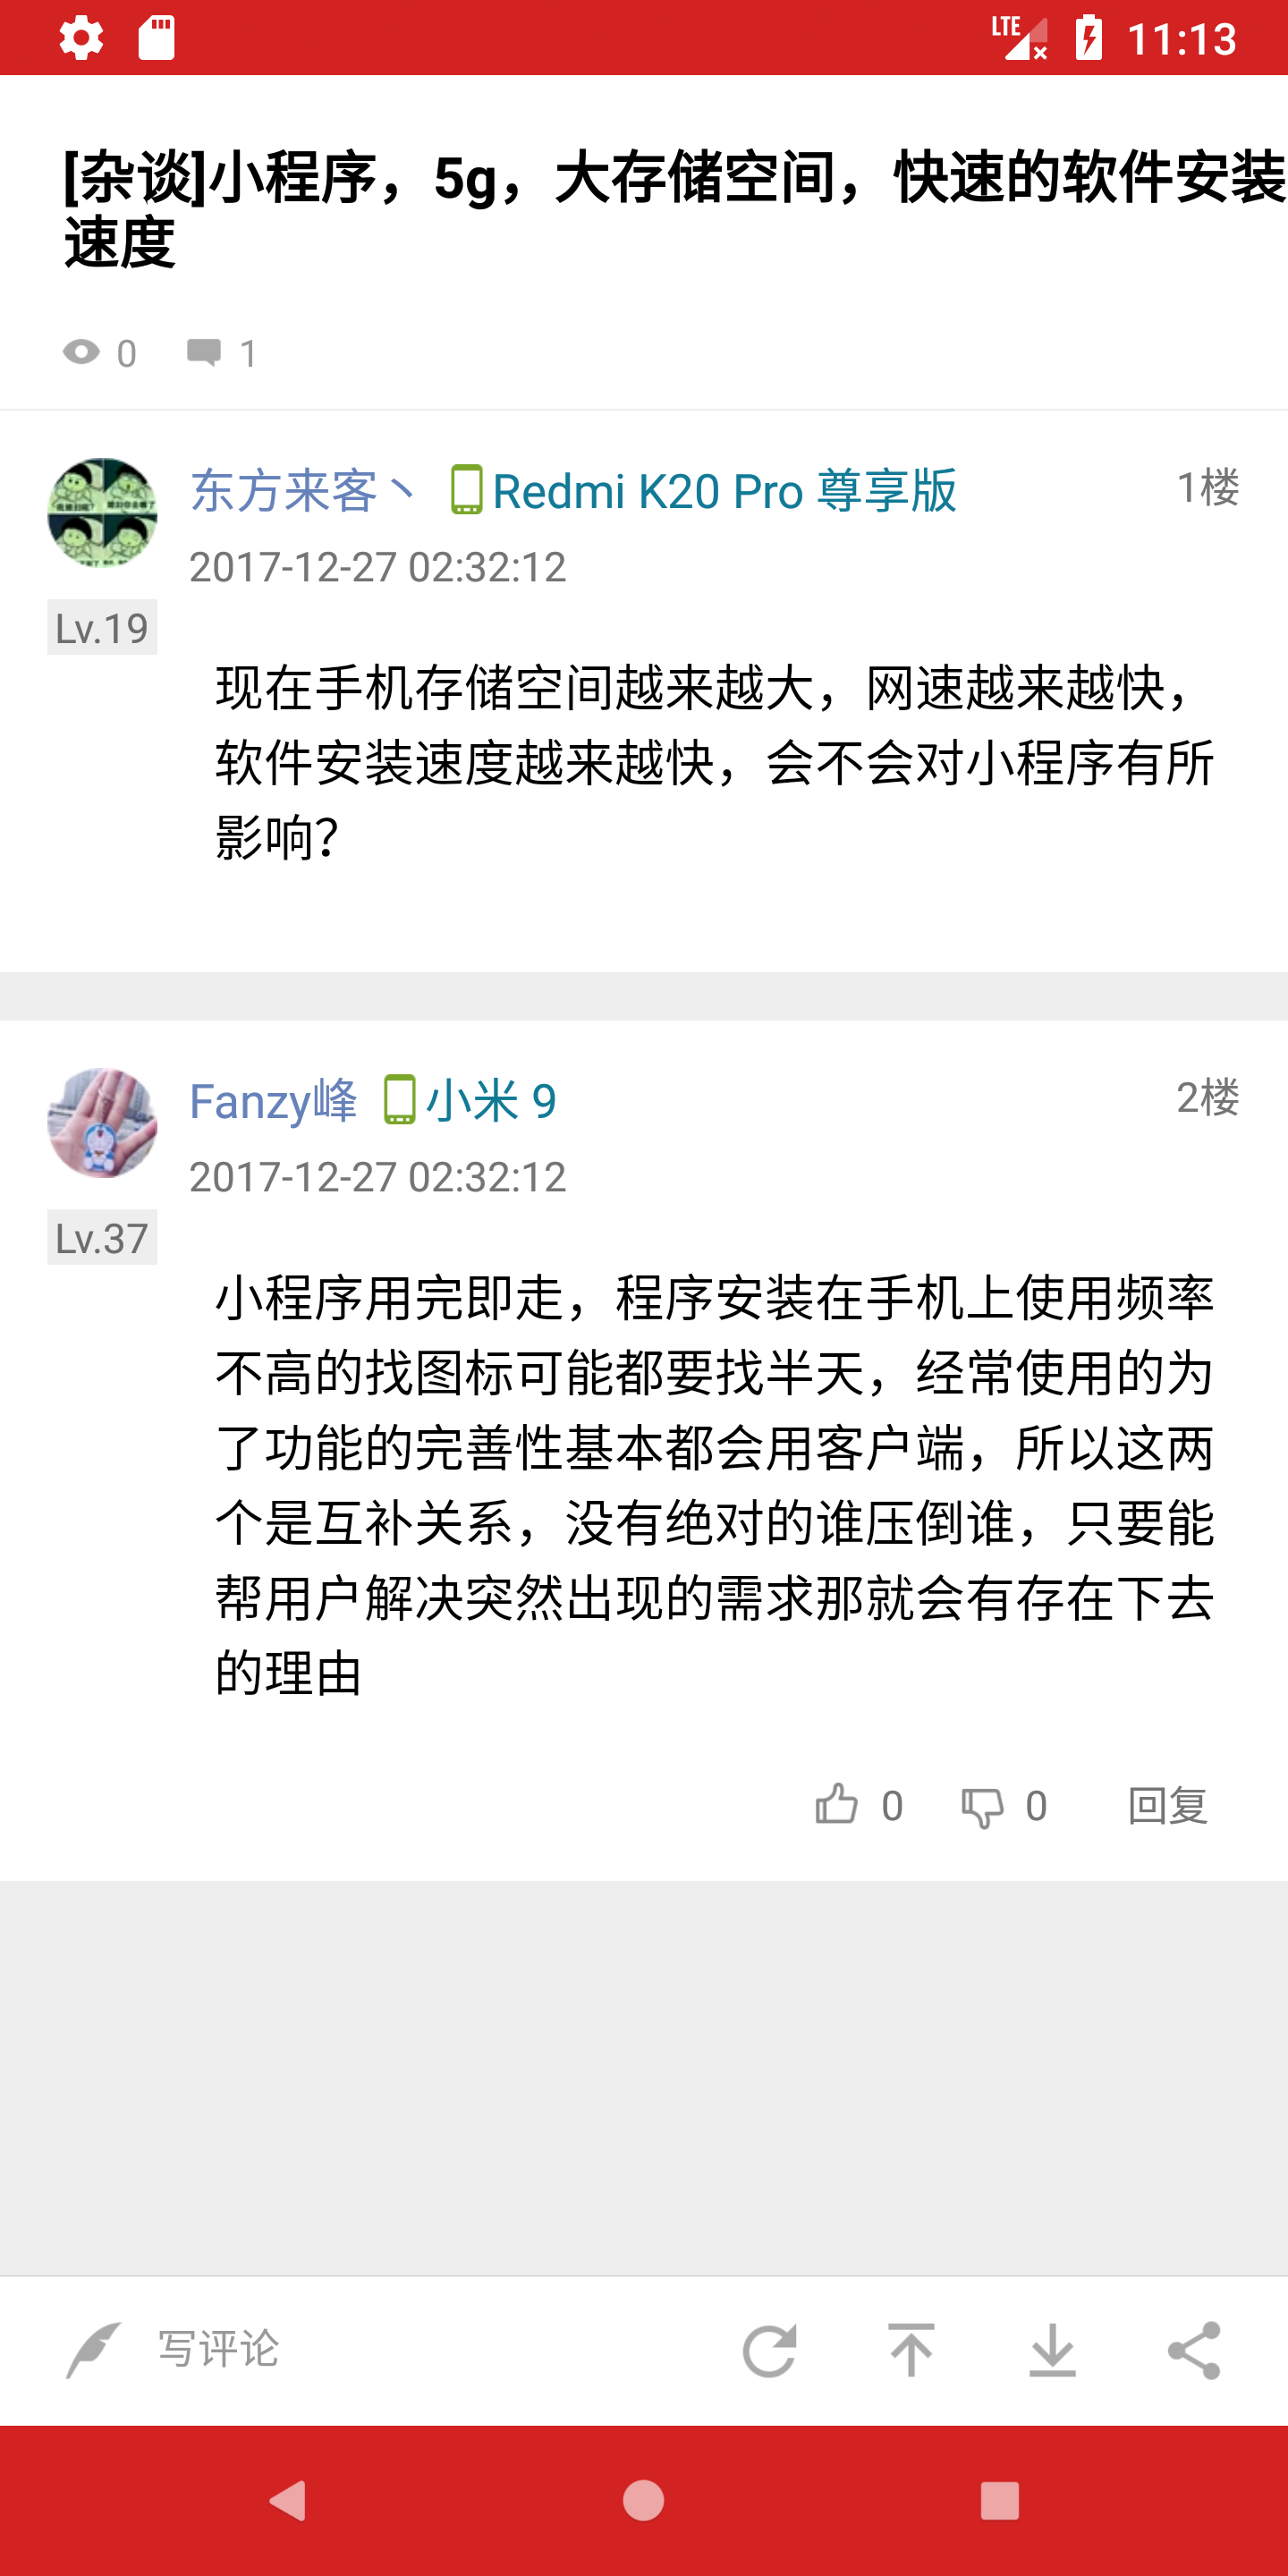 LTE 11:13
[杂谈]小程序，5g，大存储空间，快速的软件安装
速度
0 1
东方来客丶 Redmi K20 Pro 尊享版 1楼
2017-12-27 02:32:12
Lv.19
现在手机存储空间越来越大，网速越来越快，
软件安装速度越来越快，会不会对小程序有所
影响？
Fanzy峰 小米 9 2楼
2017-12-27 02:32:12
Lv.37
小程序用完即走，程序安装在手机上使用频率
不高的找图标可能都要找半天，经常使用的为
了功能的完善性基本都会用客户端，所以这两
个是互补关系，没有绝对的谁压倒谁，只要能
帮用户解决突然出现的需求那就会有存在下去
的理由
0 0 回复
写评论